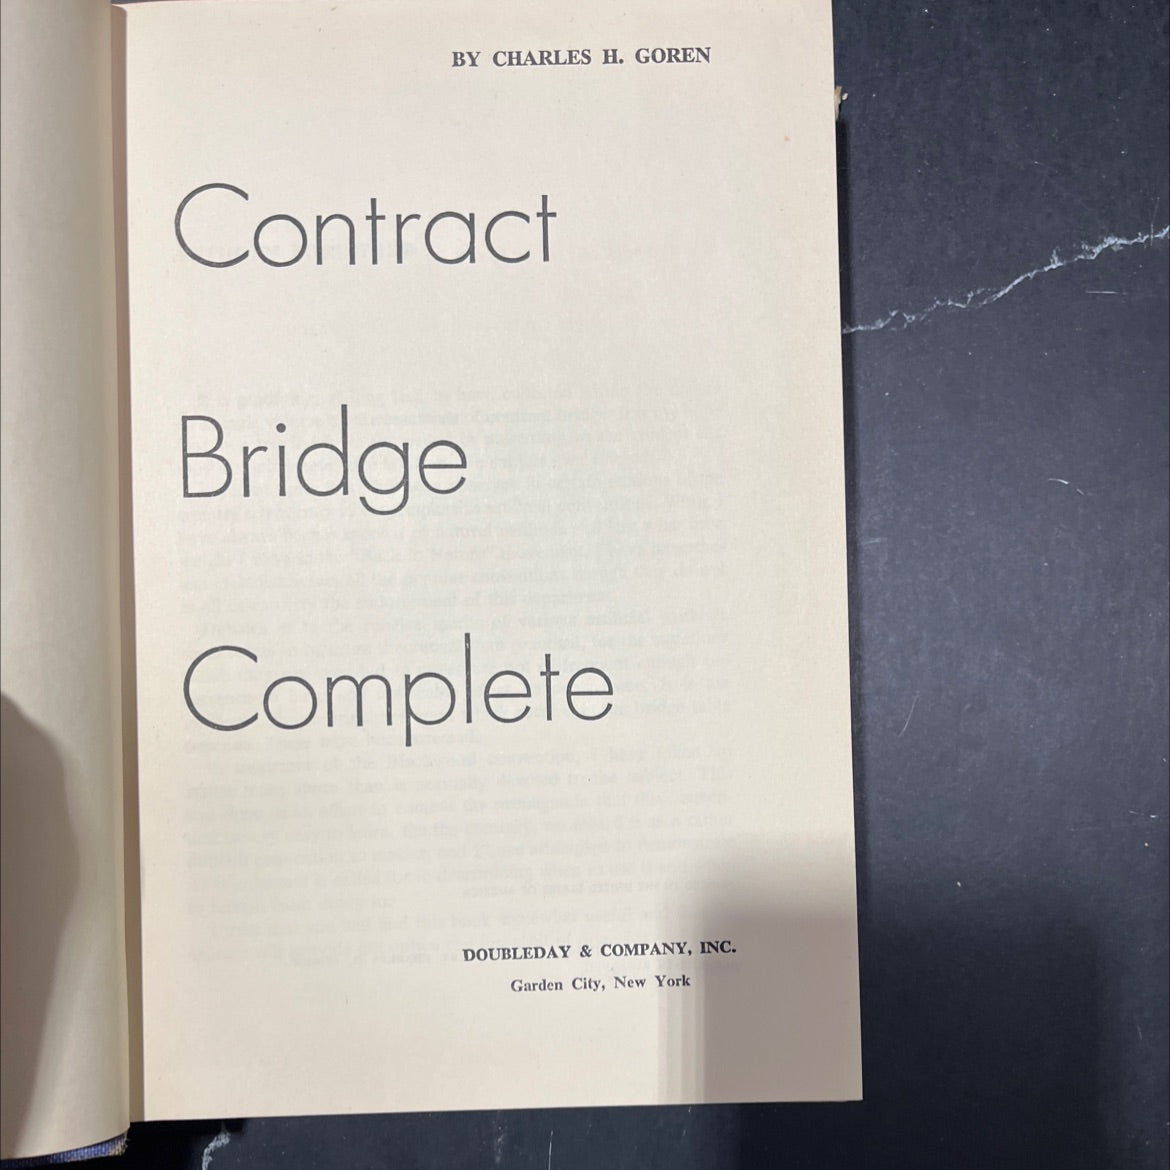 BY CHARLES H. GOREN
Contract
Bridge
Complete
DOUBLEDAY & COMPANY, INC.
Garden City, New York